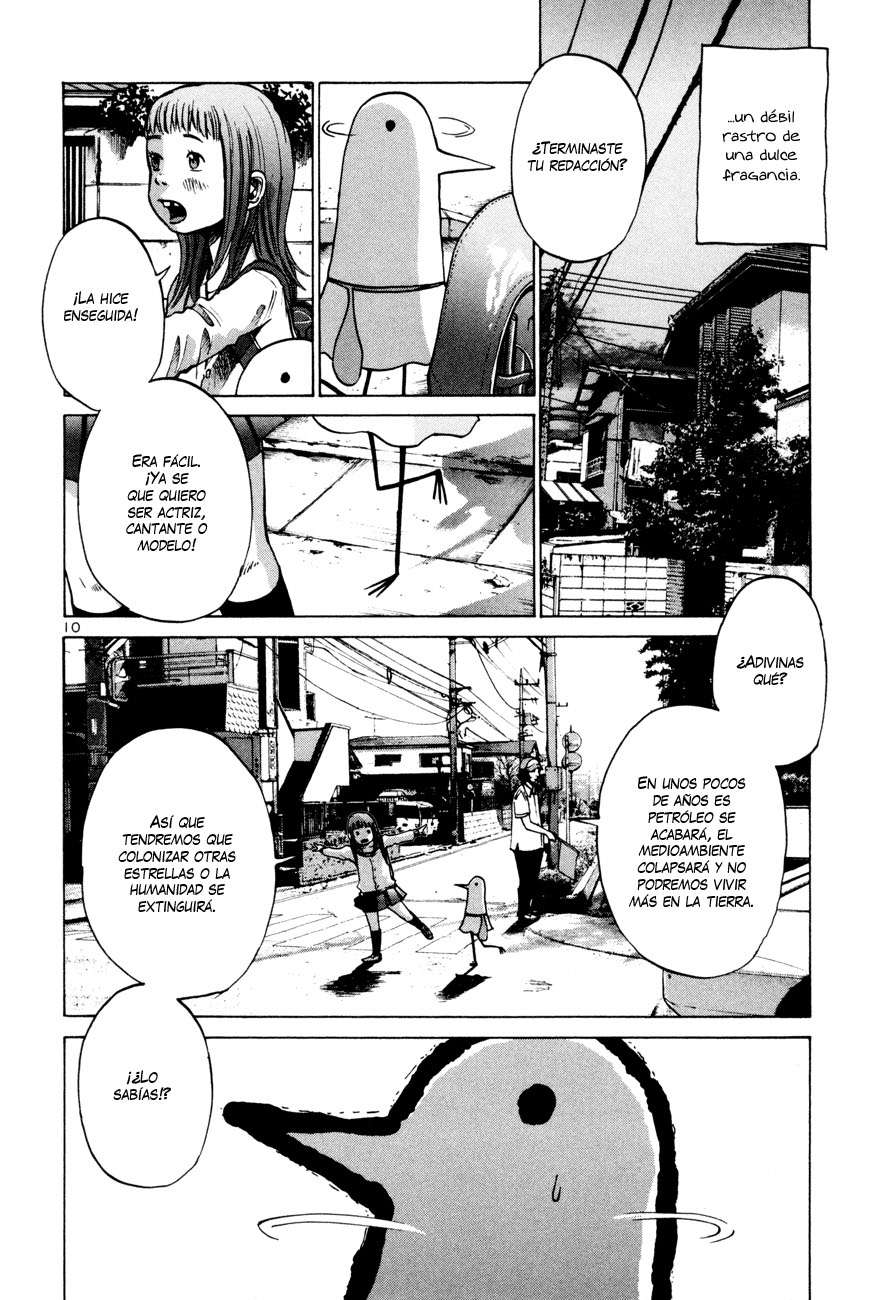 ...un débil
rastro de
una dulce
fragancia.
¿Terminaste
tu redacción?
¡La hice
enseguida!
Era fácil.
¡Ya se
que quiero
ser actriz,
cantante o
modelo!
10
¿Adivinas
qué?
En unos pocos
de años es
petróleo se
acabará, el
medioambiente
colapsará y no
podremos vivir
más en la Tierra.
Así que
tendremos que
colonizar otras
estrellas o la
humanidad se
extinguirá.
¡¿Lo
sabías!?